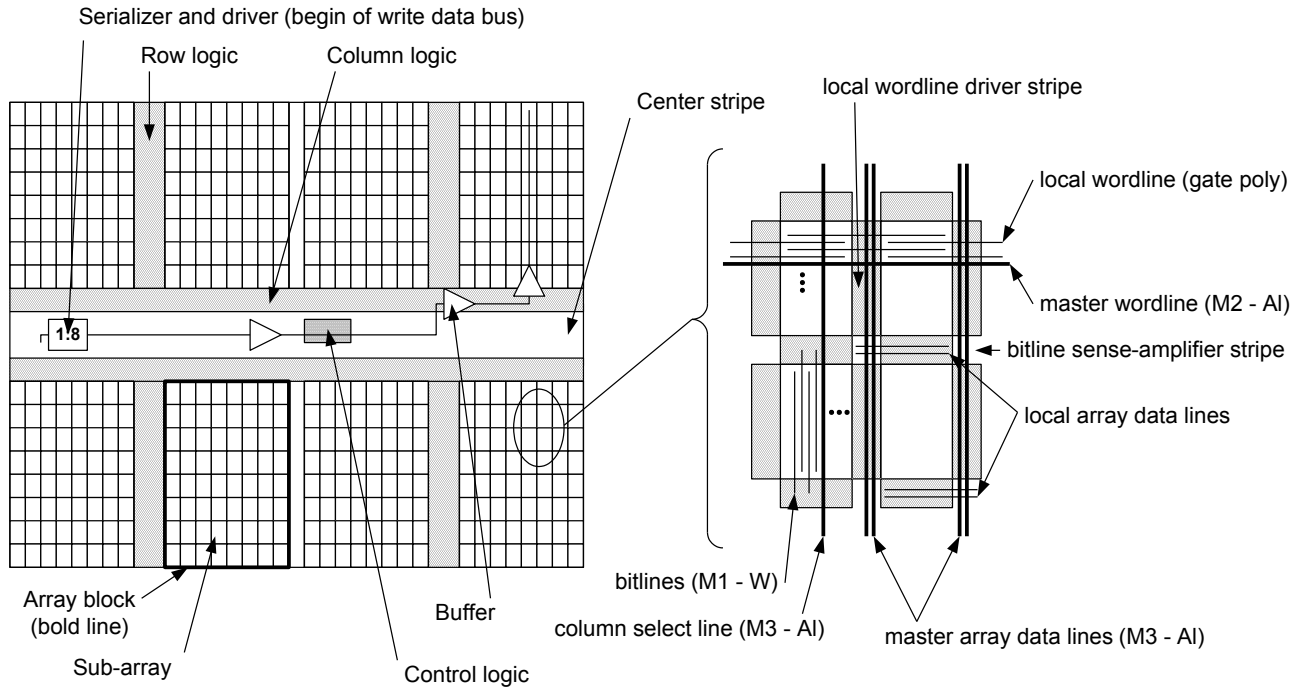 Serializer and driver (begin of write data bus)
Row logic
Column logic
Center stripe
local wordline driver stripe
local wordline (gate poly)
master wordline (M2 - Al)
bitline sense-amplifier stripe
local array data lines
1:8
bitlines (M1 - W)
column select line (M3 - Al)
master array data lines (M3 - Al)
Array block
(bold line)
Sub-array
Buffer
Control logic